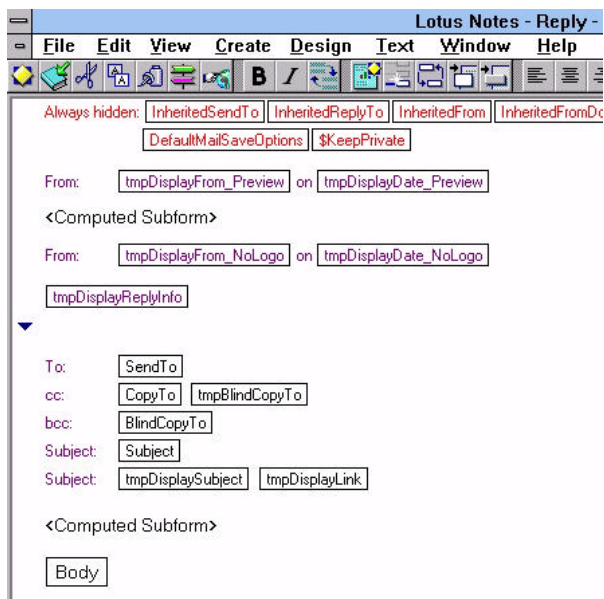 Lotus Notes - Reply -
File Edit View Create Design Text Window Help
B I
Always hidden: InheritedSendTo InheritedReplyTo InheritedFrom InheritedFromDo
DefaultMailSaveOptions $KeepPrivate
From: tmpDisplayFrom_Preview on tmpDisplayDate_Preview
<Computed Subform>
From: tmpDisplayFrom_NoLogo on tmpDisplayDate_NoLogo
tmpDisplayReplyInfo
To: SendTo
cc: CopyTo tmpBlindCopyTo
bcc: BlindCopyTo
Subject: Subject
Subject: tmpDisplaySubject tmpDisplayLink
<Computed Subform>
Body